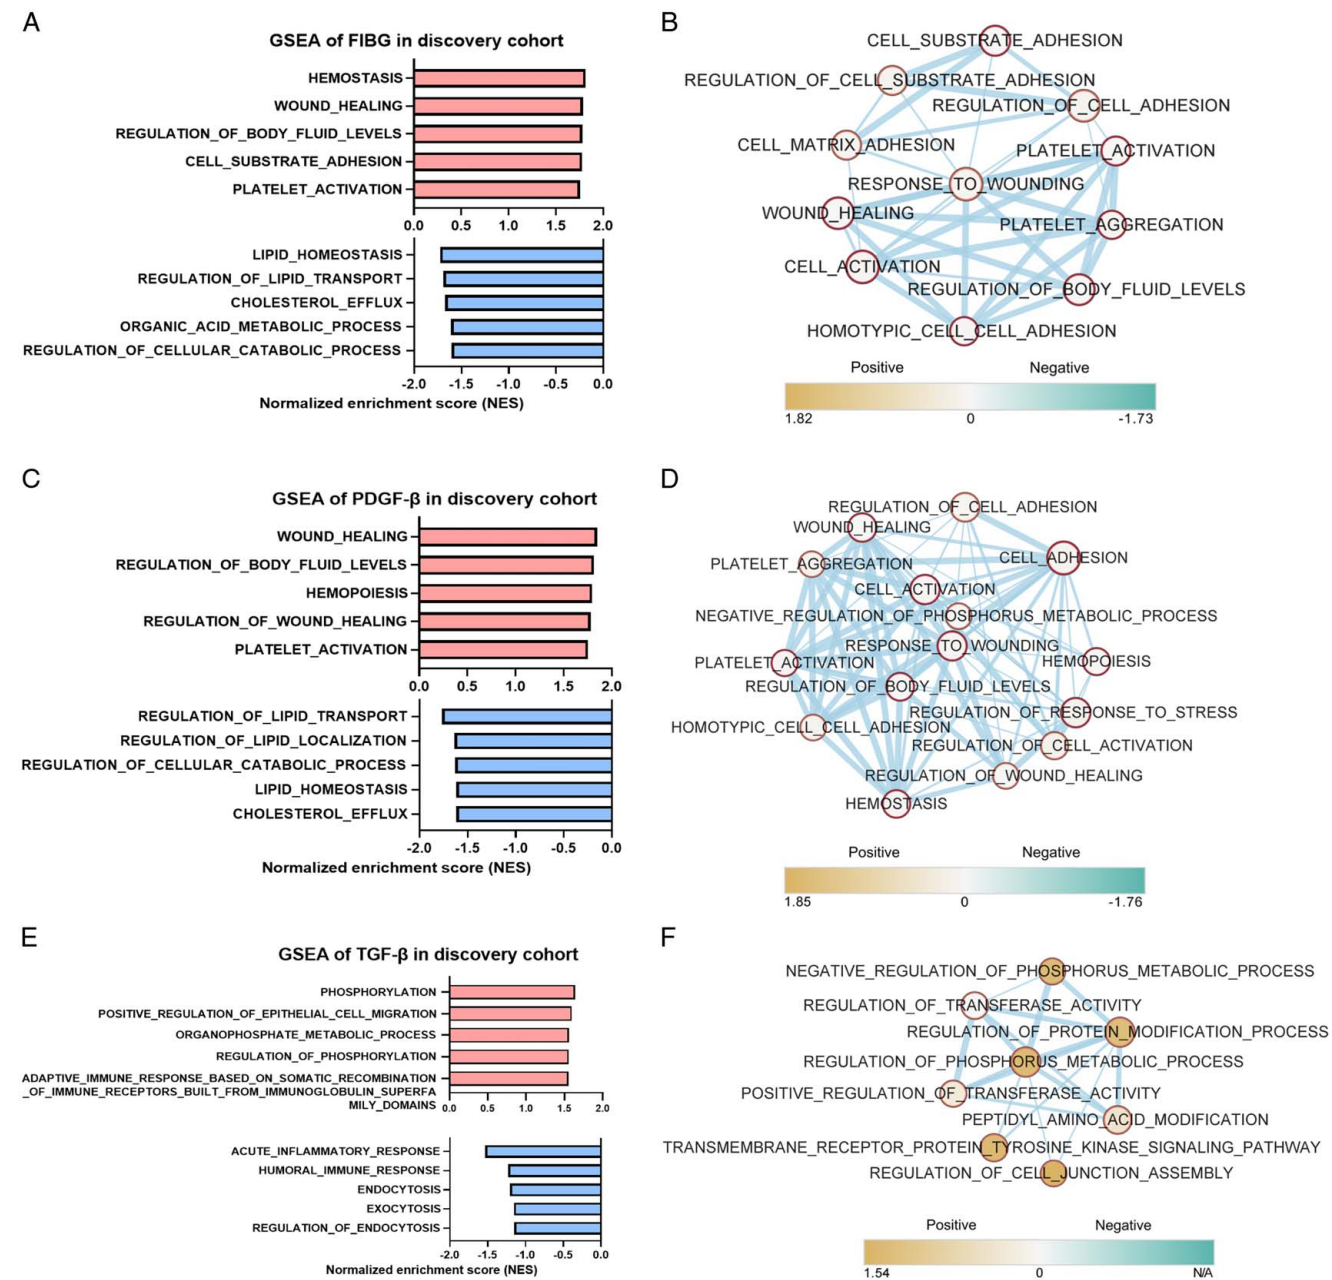 A
GSEA of FIBG in discovery cohort
HEMOSTASIS
WOUND_HEALING
REGULATION_OF_BODY_FLUID_LEVELS
CELL_SUBSTRATE_ADHESION
PLATELET_ACTIVATION
0.0 0.5 1.0 1.5 2.0
LIPID_HOMEOSTASIS
REGULATION_OF_LIPID_TRANSPORT
CHOLESTEROL_EFFLUX
ORGANIC_ACID_METABOLIC_PROCESS
REGULATION_OF_CELLULAR_CATABOLIC_PROCESS
-2.0 -1.5 -1.0 -0.5 0.0
Normalized enrichment score (NES)
B
CELL_SUBSTRATE_ADHESION
REGULATION_OF_CELL_SUBSTRATE_ADHESION
REGULATION_OF_CELL_ADHESION
CELL_MATRIX_ADHESION
PLATELET_ACTIVATION
RESPONSE_TO_WOUNDING
WOUND_HEALING
PLATELET_AGGREGATION
CELL_ACTIVATION
REGULATION_OF_BODY_FLUID_LEVELS
HOMOTYPIC_CELL_CELL_ADHESION
Positive Negative
1.82 0 -1.73
C
GSEA of PDGF-β in discovery cohort
WOUND_HEALING
REGULATION_OF_BODY_FLUID_LEVELS
HEMOPOIESIS
REGULATION_OF_WOUND_HEALING
PLATELET_ACTIVATION
0.0 0.5 1.0 1.5 2.0
REGULATION_OF_LIPID_TRANSPORT
REGULATION_OF_LIPID_LOCALIZATION
REGULATION_OF_CELLULAR_CATABOLIC_PROCESS
LIPID_HOMEOSTASIS
CHOLESTEROL_EFFLUX
-2.0 -1.5 -1.0 -0.5 0.0
Normalized enrichment score (NES)
D
REGULATION_OF_CELL_ADHESION
WOUND_HEALING
PLATELET_AGGREGATION
CELL_ADHESION
CELL_ACTIVATION
NEGATIVE_REGULATION_OF_PHOSPHORUS_METABOLIC_PROCESS
RESPONSE_TO_WOUNDING
PLATELET_ACTIVATION
HEMOPOIESIS
REGULATION_OF_BODY_FLUID_LEVELS
REGULATION_OF_RESPONSE_TO_STRESS
HOMOTYPIC_CELL_CELL_ADHESION
REGULATION_OF_CELL_ACTIVATION
REGULATION_OF_WOUND_HEALING
HEMOSTASIS
Positive Negative
1.85 0 -1.76
E
GSEA of TGF-β in discovery cohort
PHOSPHORYLATION
POSITIVE_REGULATION_OF_EPITHELIAL_CELL_MIGRATION
ORGANOPHOSPHATE_METABOLIC_PROCESS
REGULATION_OF_PHOSPHORYLATION
ADAPTIVE_IMMUNE_RESPONSE_BASED_ON_SOMATIC_RECOMBINATION
_OF_IMMUNE_RECEPTORS_BUILT_FROM_IMMUNOGLOBULIN_SUPERFA
MILY_DOMAINS
0.0 0.5 1.0 1.5 2.0
ACUTE_INFLAMMATORY_RESPONSE
HUMORAL_IMMUNE_RESPONSE
ENDOCYTOSIS
EXOCYTOSIS
REGULATION_OF_ENDOCYTOSIS
-2.0 -1.5 -1.0 -0.5 0.0
Normalized enrichment score (NES)
F
NEGATIVE_REGULATION_OF_PHOSPHORUS_METABOLIC_PROCESS
REGULATION_OF_TRANSFERASE_ACTIVITY
REGULATION_OF_PROTEIN_MODIFICATION_PROCESS
REGULATION_OF_PHOSPHORUS_METABOLIC_PROCESS
POSITIVE_REGULATION_OF_TRANSFERASE_ACTIVITY
PEPTIDYL_AMINO_ACID_MODIFICATION
TRANSMEMBRANE_RECEPTOR_PROTEIN_TYROSINE_KINASE_SIGNALING_PATHWAY
REGULATION_OF_CELL_JUNCTION_ASSEMBLY
Positive Negative
1.54 0 N/A